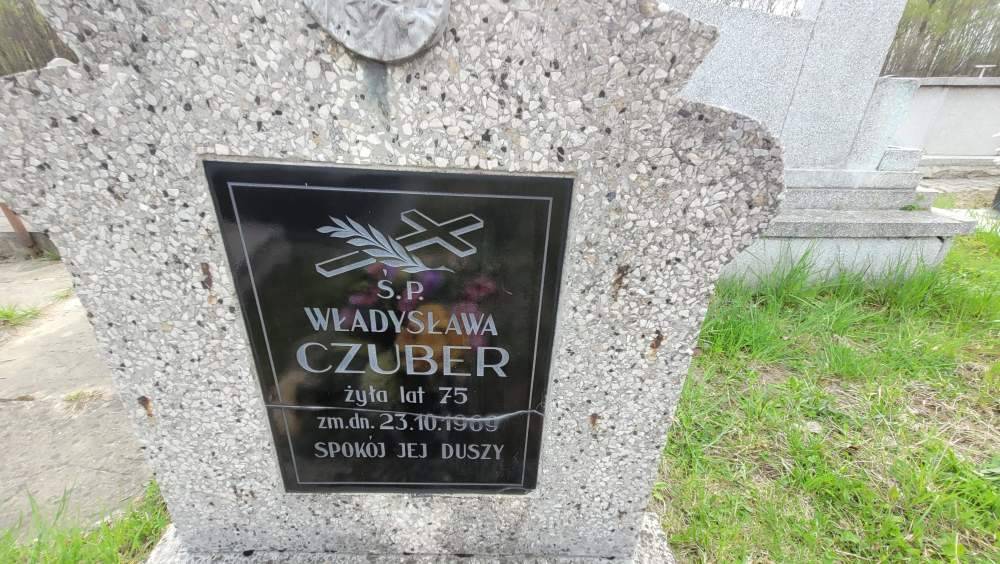 Ś.P.
WŁADYSŁAWA
CZUBER
żyła lat 75
zm.dn. 23.10.1969
SPOKÓJ JEJ DUSZY